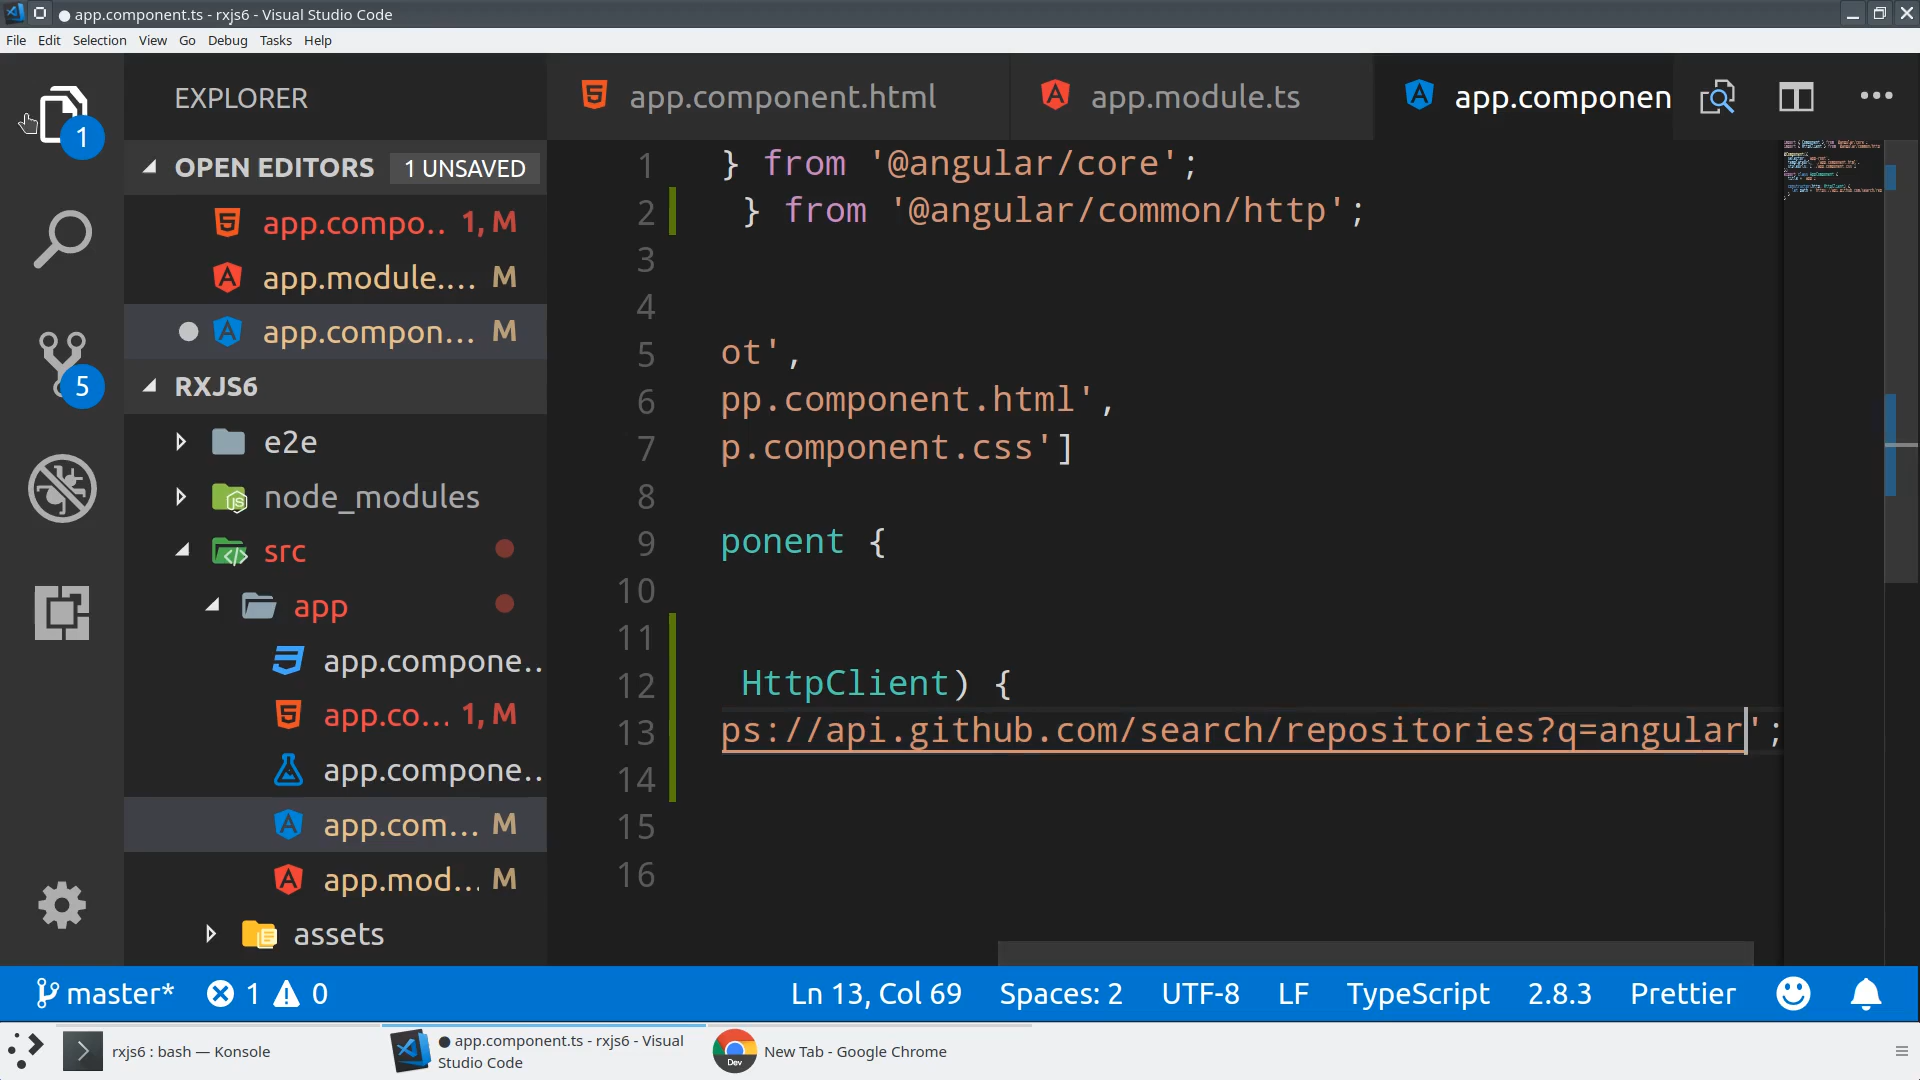 app.component.ts - rxjs6 - Visual Studio Code
File Edit Selection View Go Debug Tasks Help
1
EXPLORER
app.component.html
app.module.ts
app.componen
OPEN EDITORS 1 UNSAVED
app.compo.. 1, M
app.module.... M
app.compon... M
RXJS6
e2e
node_modules
src
app
app.compone..
app.co... 1, M
app.compone..
app.com... M
app.mod... M
assets
5
1 } from '@angular/core';
2 } from '@angular/common/http';
3
4
5 ot',
6 pp.component.html',
7 p.component.css']
8
9 ponent {
10
11
12 HttpClient) {
13 ps://api.github.com/search/repositories?q=angular';
14
15
16
master* 1 0 Ln 13, Col 69 Spaces: 2 UTF-8 LF TypeScript 2.8.3 Prettier
rxjs6 : bash — Konsole
app.component.ts - rxjs6 - Visual
Studio Code
Dev
New Tab - Google Chrome